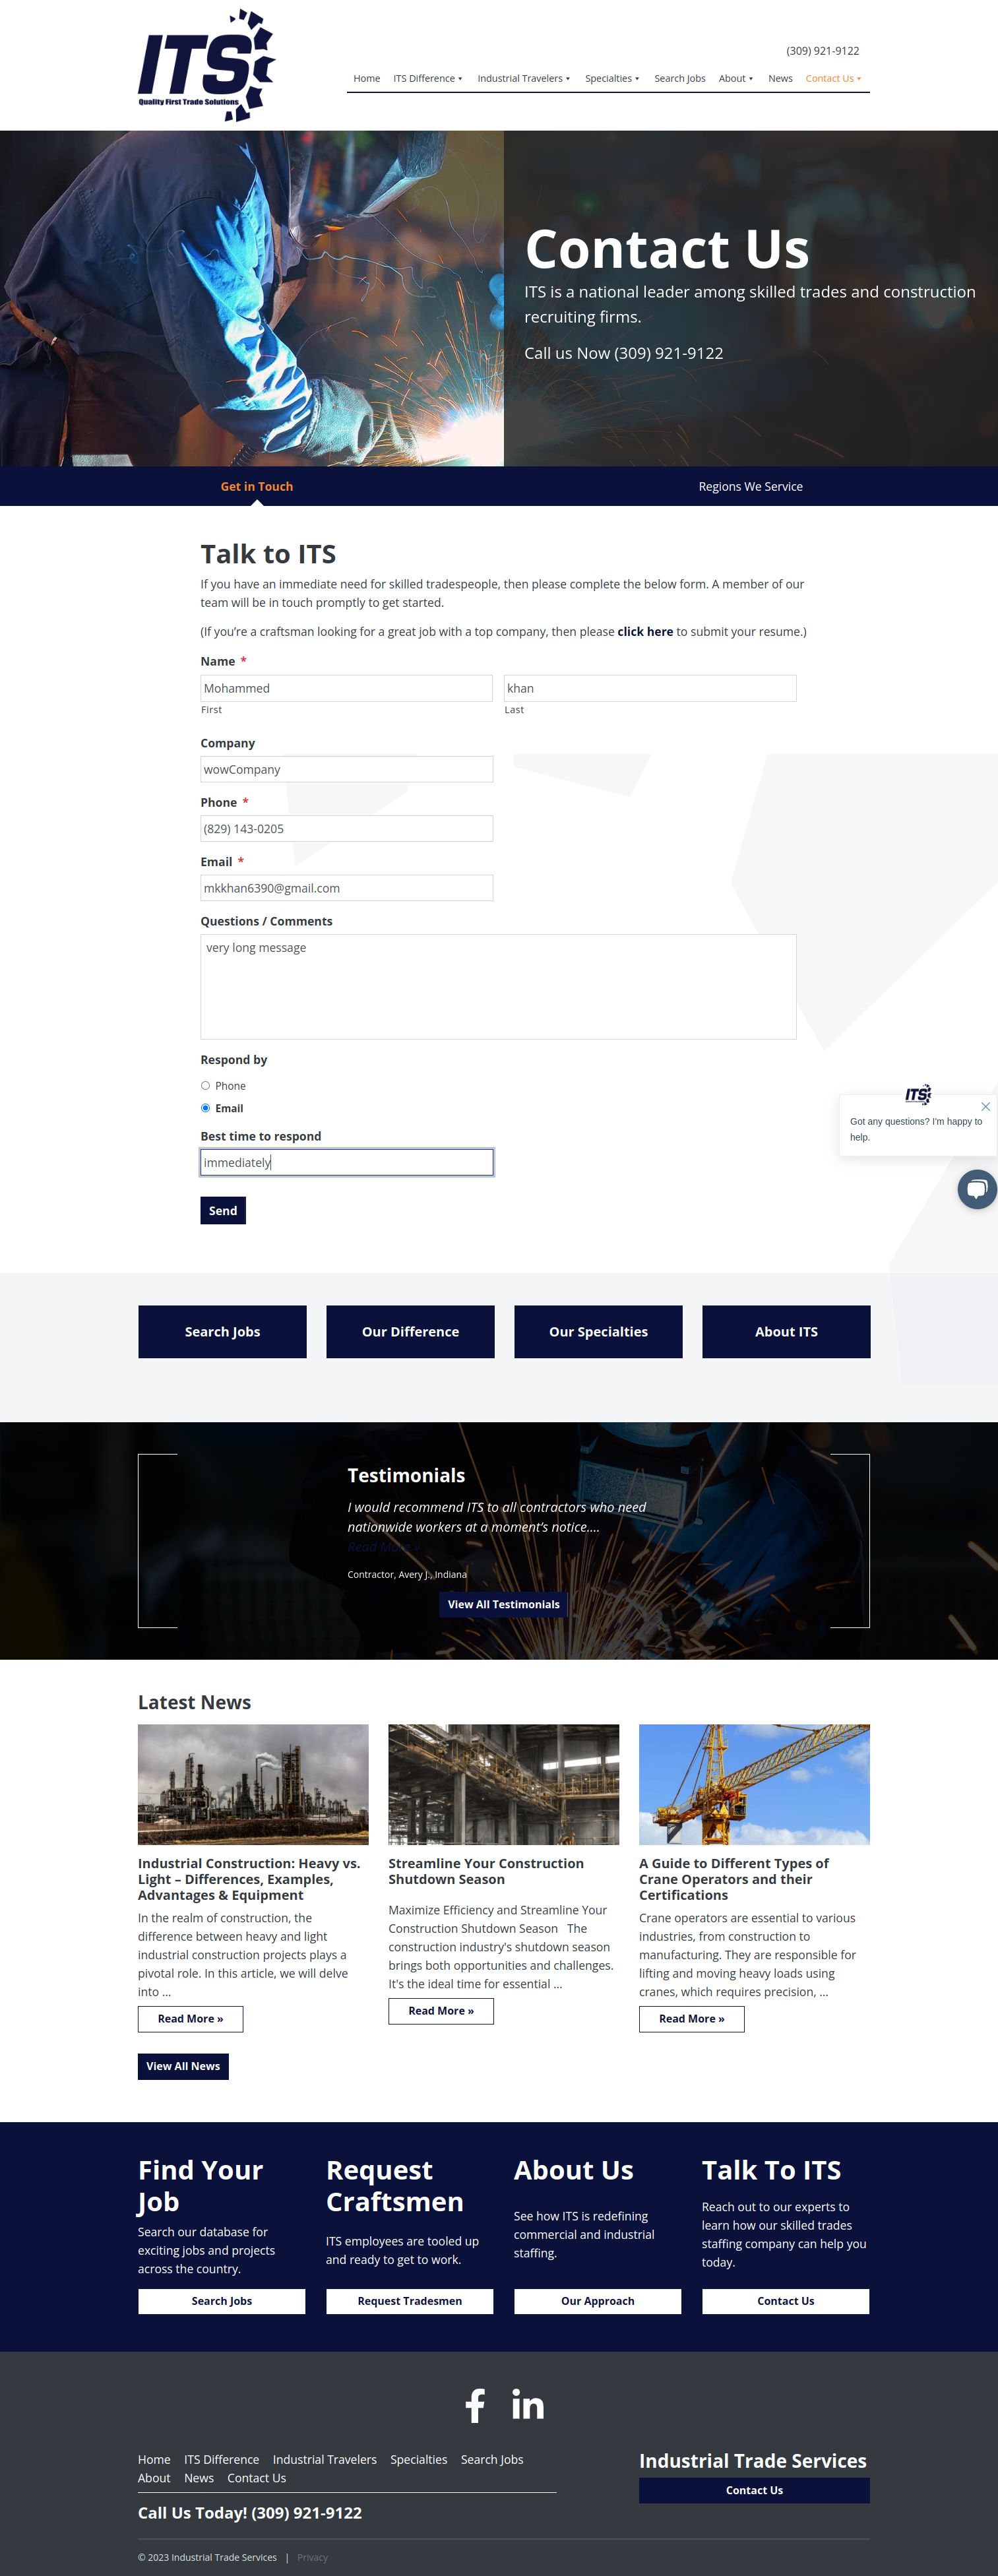 ITS
Quality First Trade Solutions
(309) 921-9122
Home ITS Difference Industrial Travelers Specialties Search Jobs About News Contact Us
Contact Us
ITS is a national leader among skilled trades and construction
recruiting firms.
Call us Now (309) 921-9122
Get in Touch Regions We Service
Talk to ITS
If you have an immediate need for skilled tradespeople, then please complete the below form. A member of our
team will be in touch promptly to get started.
(If you’re a craftsman looking for a great job with a top company, then please click here to submit your resume.)
Name *
Mohammed khan
First Last
Company
wowCompany
Phone *
(829) 143-0205
Email *
mkkhan6390@gmail.com
Questions / Comments
very long message
Respond by
Phone
Email
ITS
Got any questions? I'm happy to
help.
Best time to respond
immediately
Send
Search Jobs Our Difference Our Specialties About ITS
Testimonials
I would recommend ITS to all contractors who need
nationwide workers at a moment’s notice....
Read More »
Contractor, Avery J., Indiana
View All Testimonials
Latest News
Industrial Construction: Heavy vs.
Light – Differences, Examples,
Advantages & Equipment
In the realm of construction, the
difference between heavy and light
industrial construction projects plays a
pivotal role. In this article, we will delve
into ...
Read More »
Streamline Your Construction
Shutdown Season
Maximize Efficiency and Streamline Your
Construction Shutdown Season   The
construction industry's shutdown season
brings both opportunities and challenges.
It's the ideal time for essential ...
Read More »
A Guide to Different Types of
Crane Operators and their
Certifications
Crane operators are essential to various
industries, from construction to
manufacturing. They are responsible for
lifting and moving heavy loads using
cranes, which requires precision, ...
Read More »
View All News
Find Your
Job
Search our database for
exciting jobs and projects
across the country.
Search Jobs
Request
Craftsmen
ITS employees are tooled up
and ready to get to work.
Request Tradesmen
About Us
See how ITS is redefining
commercial and industrial
staffing.
Our Approach
Talk To ITS
Reach out to our experts to
learn how our skilled trades
staffing company can help you
today.
Contact Us
Home ITS Difference Industrial Travelers Specialties Search Jobs
About News Contact Us
Call Us Today! (309) 921-9122
Industrial Trade Services
Contact Us
© 2023 Industrial Trade Services | Privacy